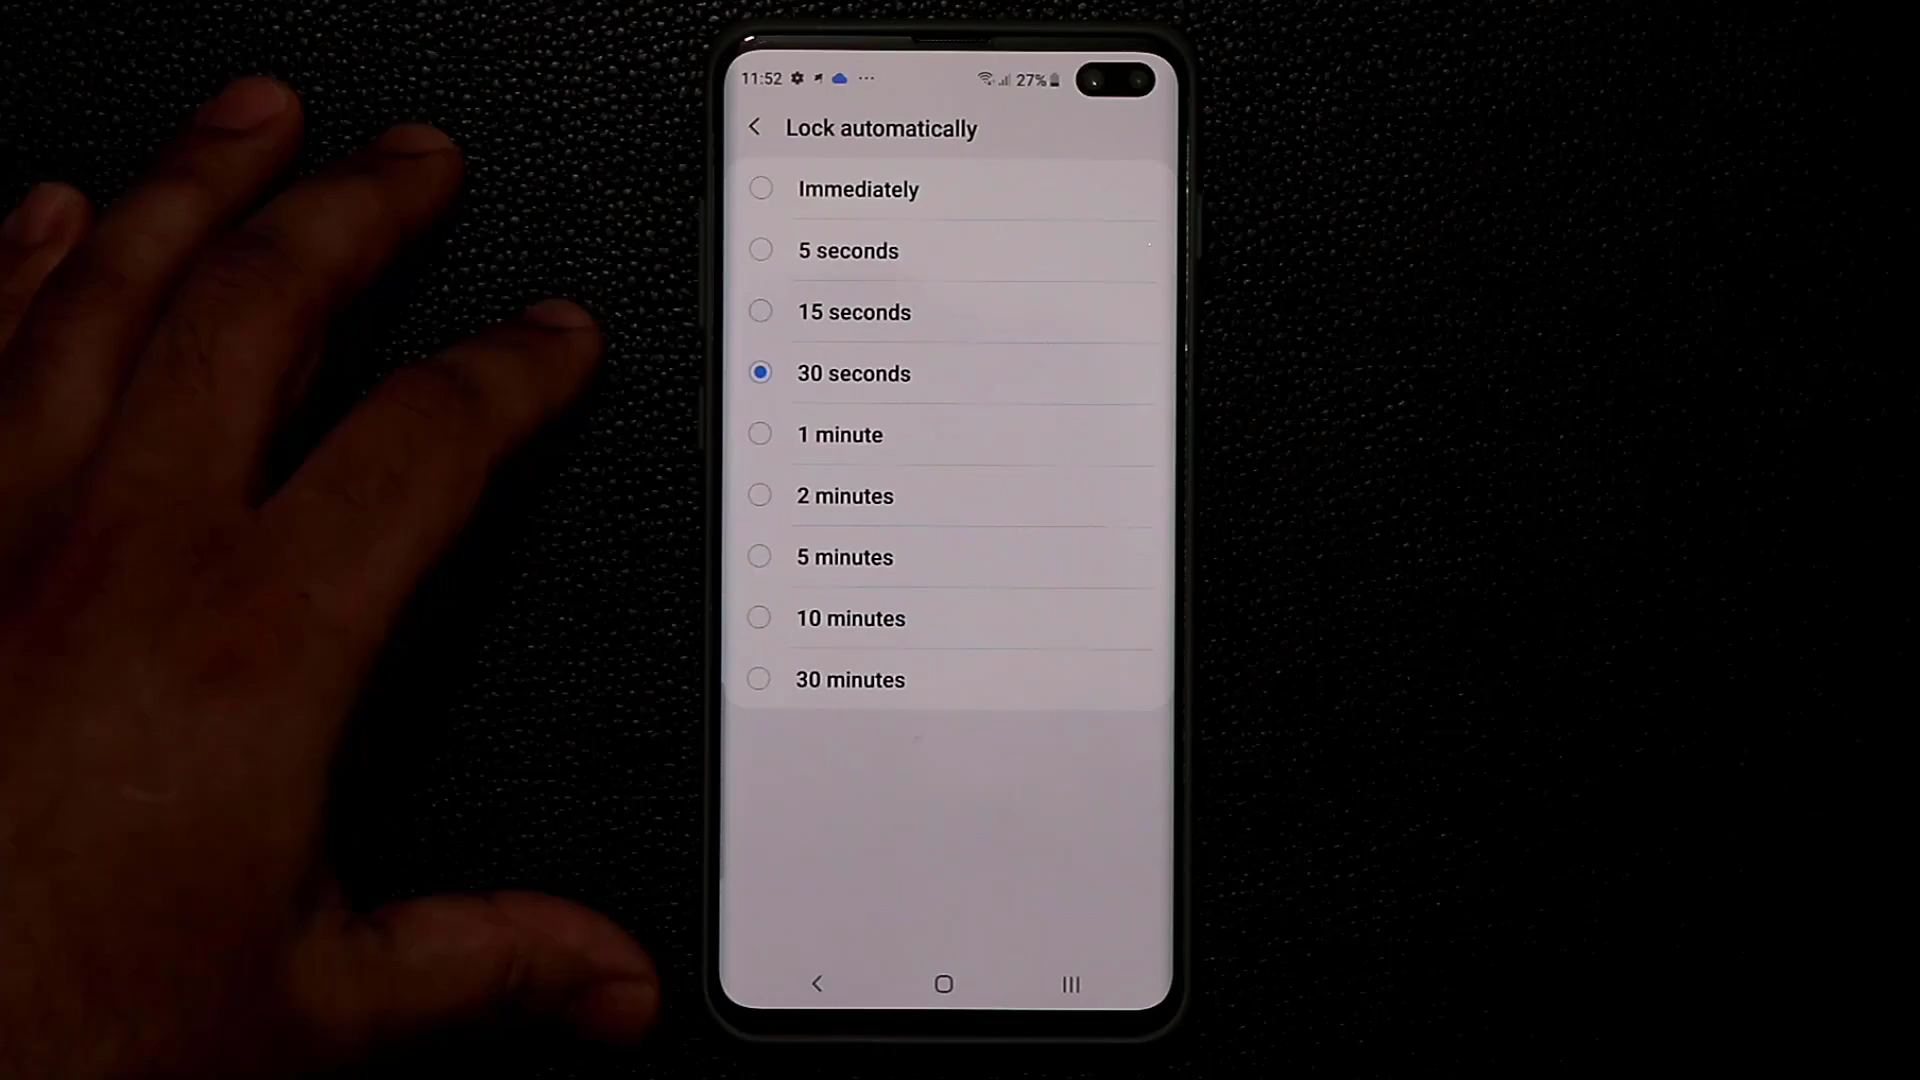 11:52 ... 27%
Lock automatically
Immediately
5 seconds
15 seconds
30 seconds
1 minute
2 minutes
5 minutes
10 minutes
30 minutes